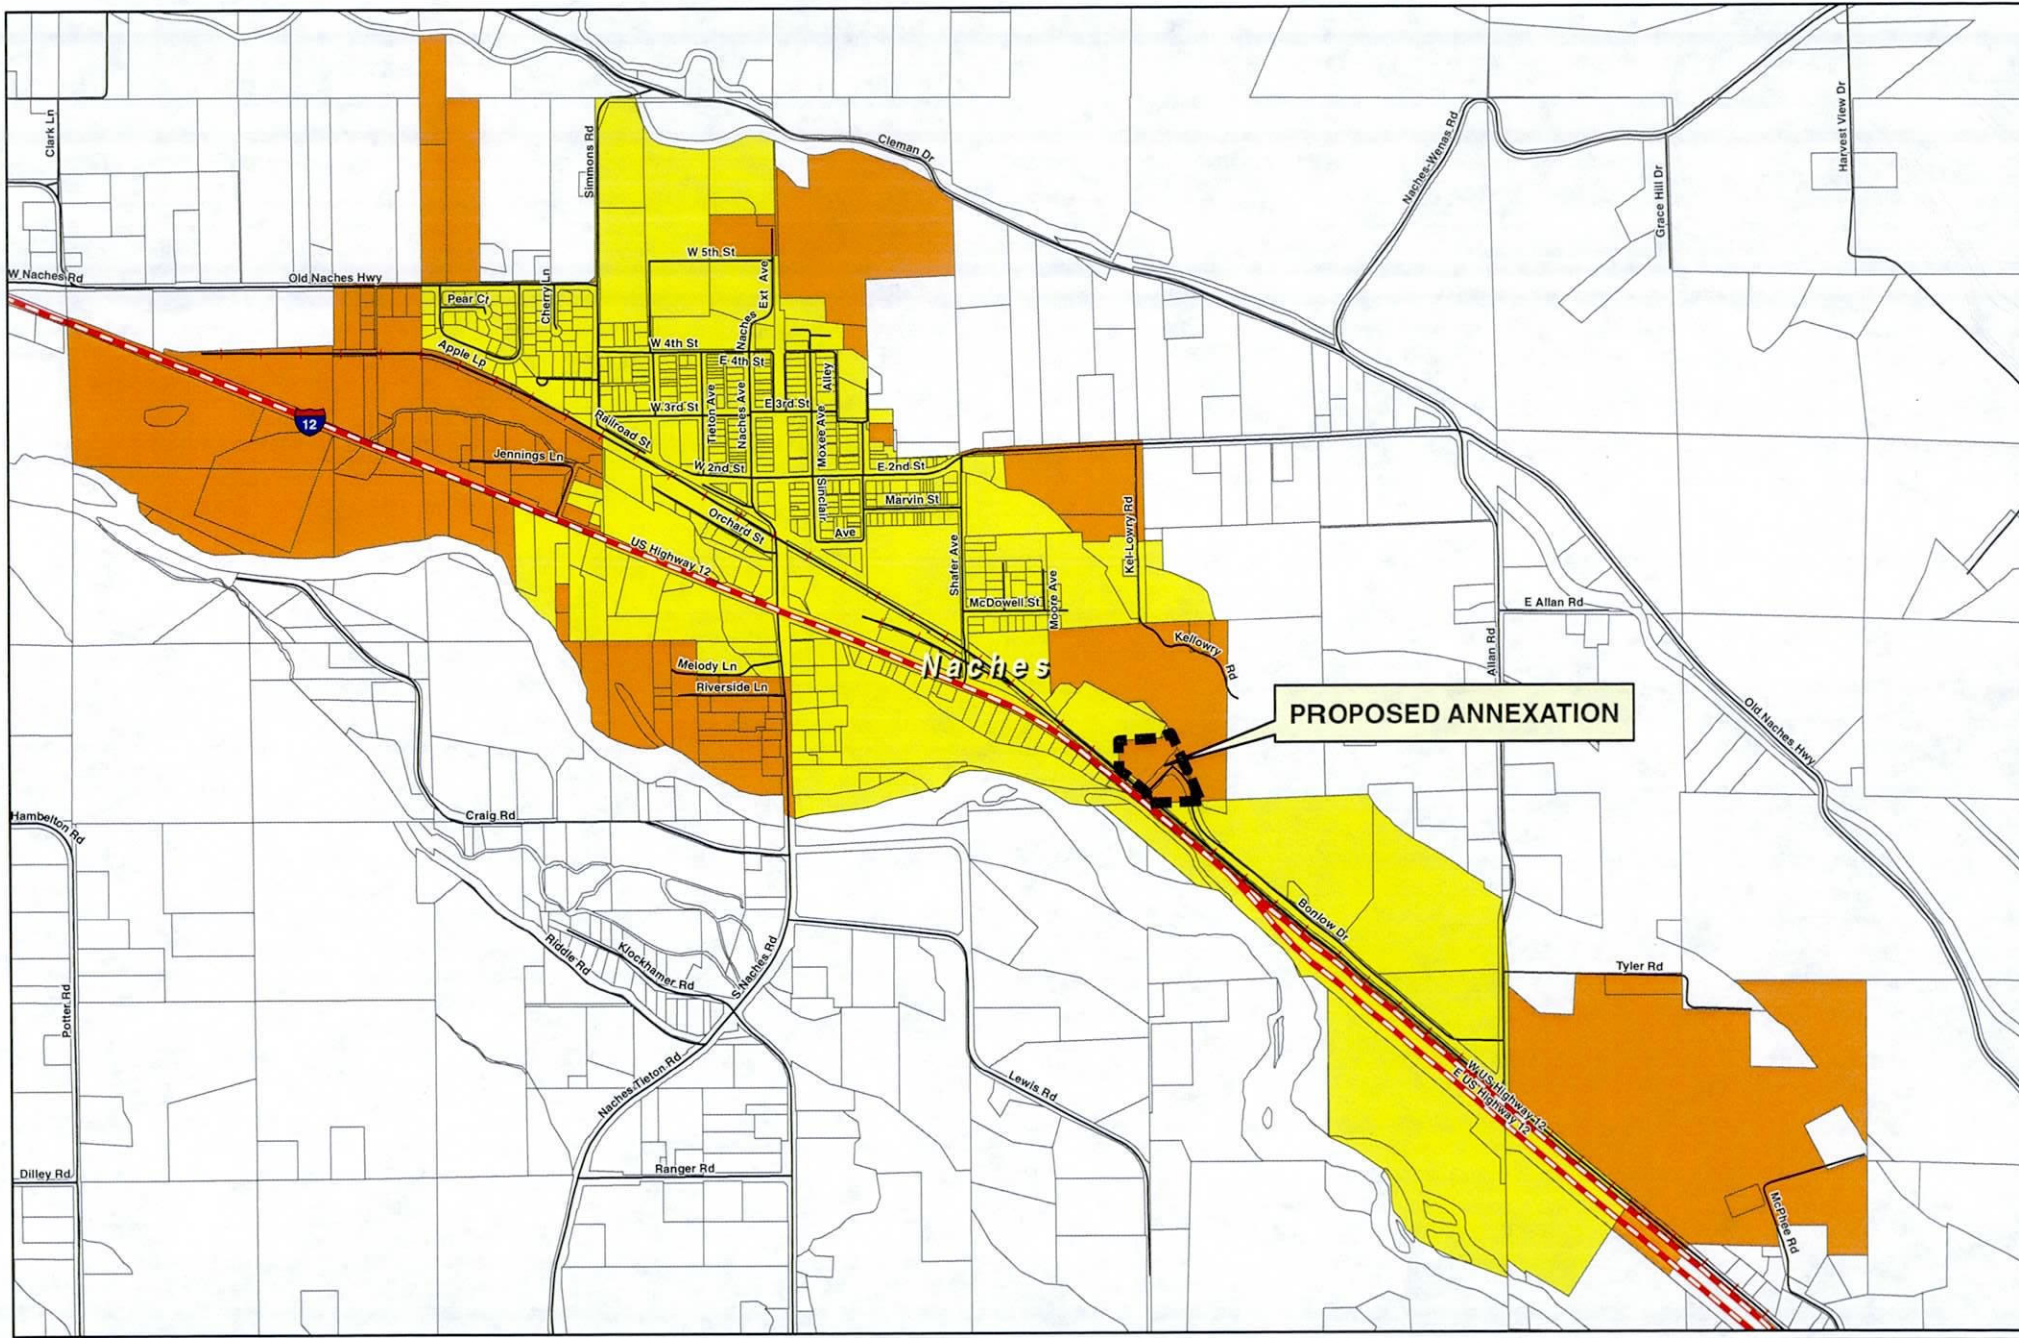 Clark Ln
Simmons Rd
Cleman Dr
Naches-Wenas Rd
Grace Hill Dr
Harvest View Dr
W Naches Rd
Old Naches Hwy
Pear Cr
Cherry Ln
W 5th St
Naches Ext Ave
Apple Lp
W 4th St
E 4th St
Alley
12
Railroad St
W 3rd St
Tieton Ave
Naches Ave
E 3rd St
Moxee Ave
Jennings Ln
W 2nd St
E 2nd St
Sinclair
Ave
Marvin St
Orchard St
US Highway 12
Shafer Ave
Kel-Lowry Rd
McDowell St
Moore Ave
E Allan Rd
Allan Rd
Kellowry Rd
Melody Ln
Riverside Ln
Naches
PROPOSED ANNEXATION
Old Naches Hwy
Hambelton Rd
Craig Rd
Bonlow Dr
Riddle Rd
Klockhamer Rd
S Naches Rd
Tyler Rd
Potter Rd
Naches-Tieton Rd
Lewis Rd
W US Highway 12
E US Highway 12
Dilley Rd
Ranger Rd
McPhee Rd